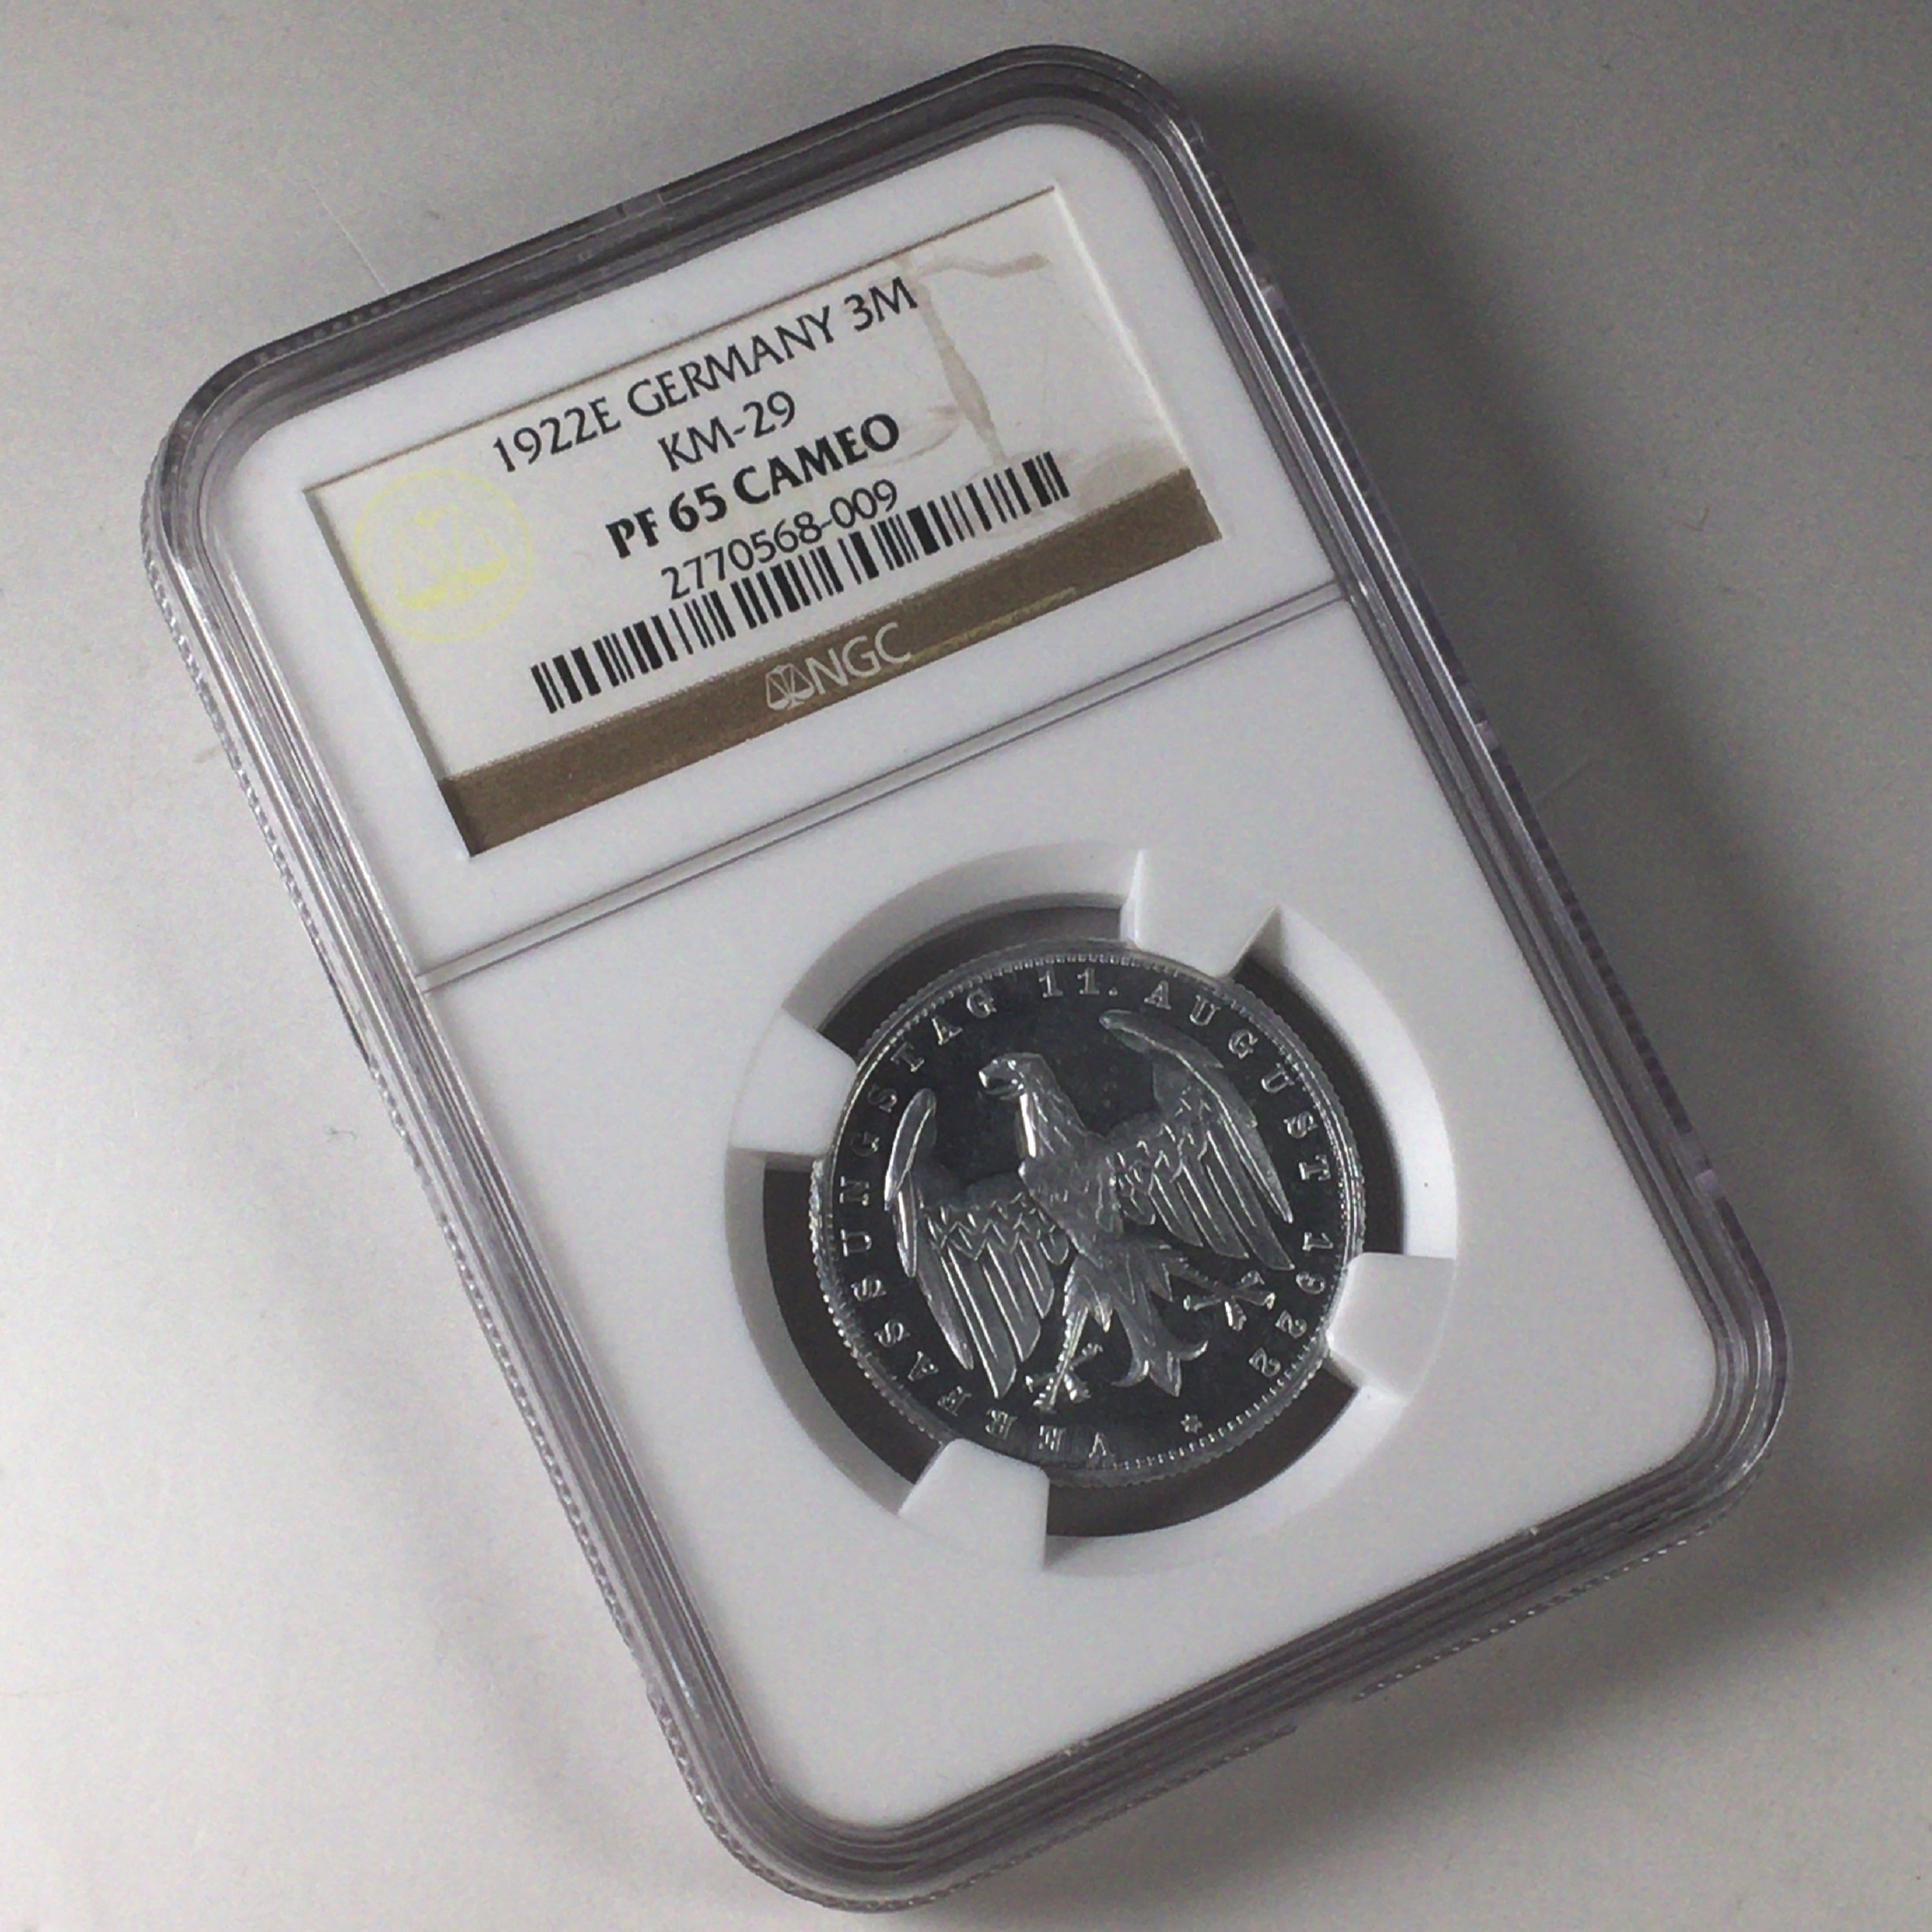 1922E GERMANY 3M
KM-29
PF 65 CAMEO
2770568-009
NGC
VERFASSUNGSTAG 11. AUGUST 1922 *